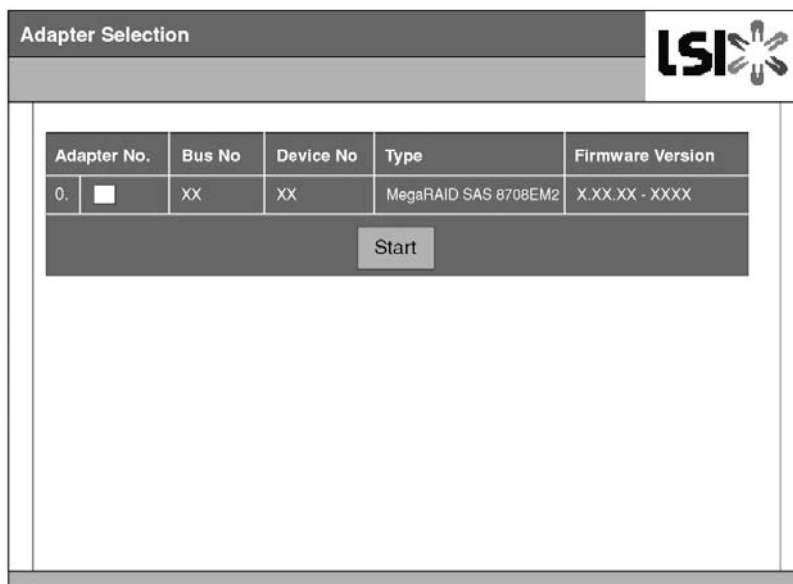 Adapter Selection
LSI
Adapter No. Bus No Device No Type Firmware Version
0. XX XX MegaRAID SAS 8708EM2 X.XX.XX - XXXX
Start